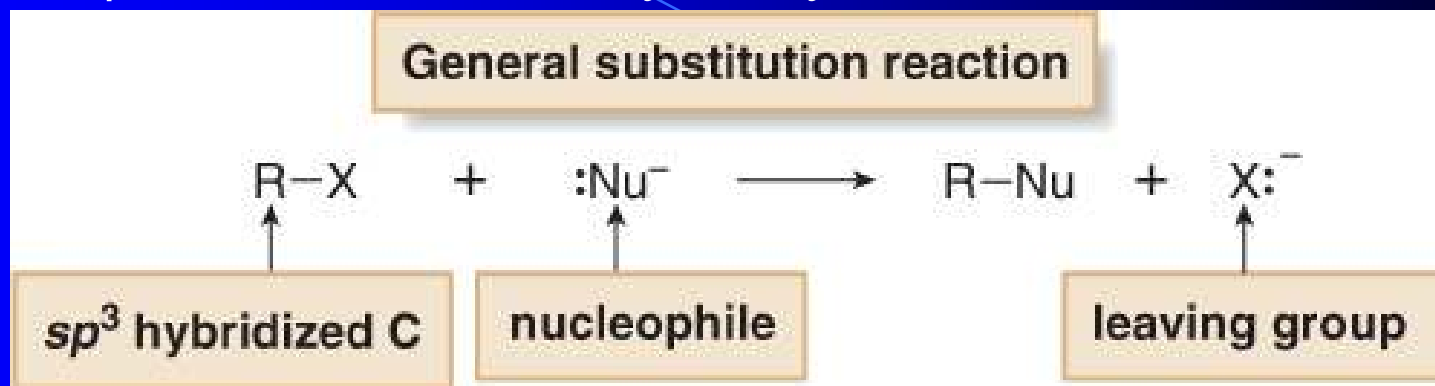 General substitution reaction
R–X + :Nu⁻ ⟶ R–Nu + X:⁻
sp³ hybridized C nucleophile leaving group